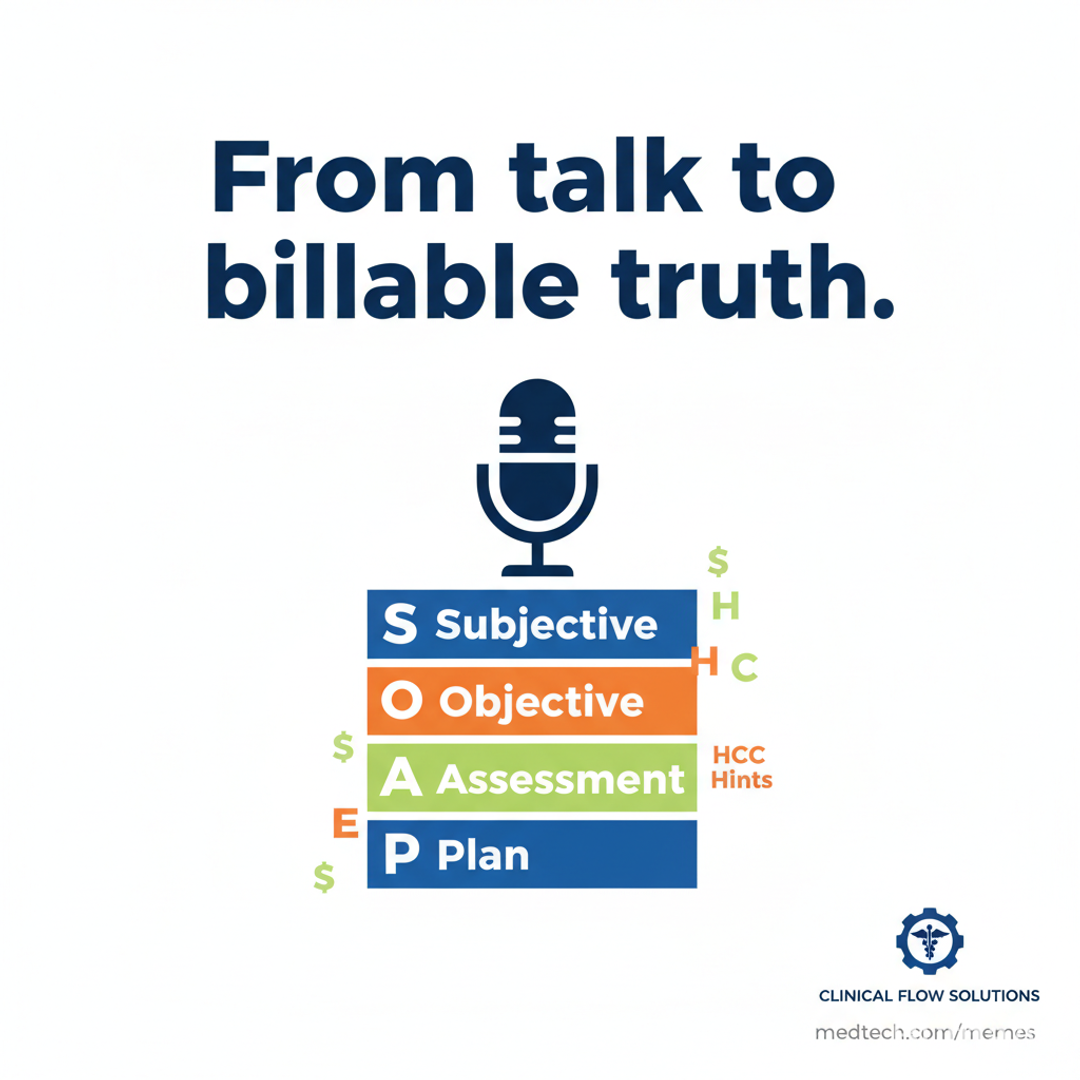 From talk to
billable truth.
$
H
S Subjective
H C
O Objective
$
HCC
Hints
A Assessment
E
P Plan
$
CLINICAL FLOW SOLUTIONS
medtech.com/memes